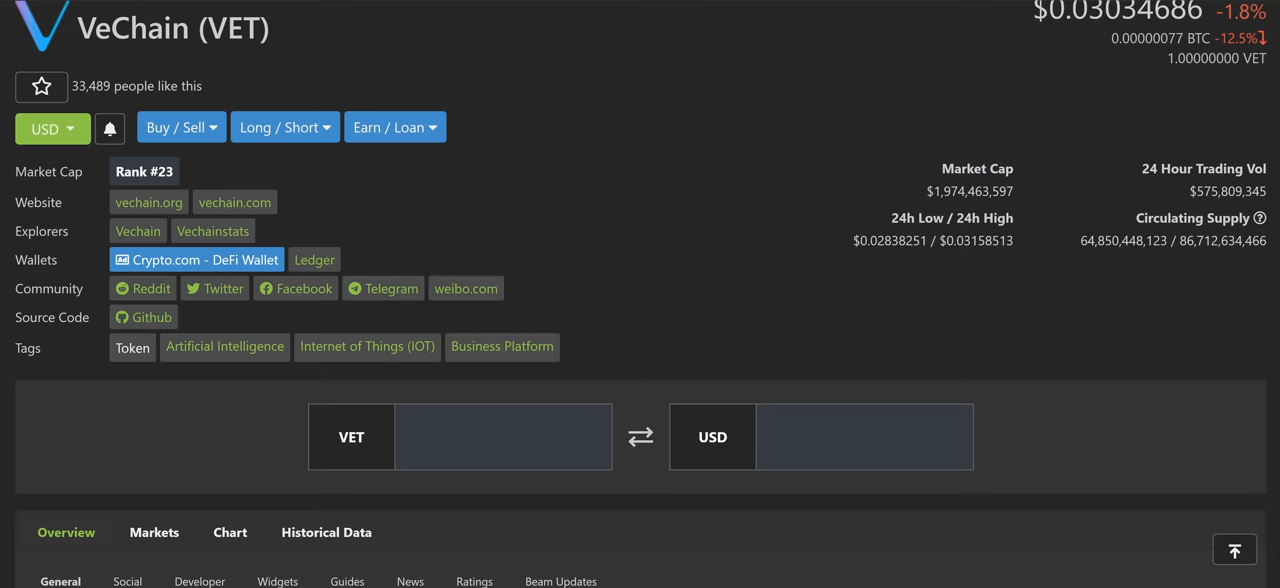 VeChain (VET)
$0.03034686 -1.8%
0.00000077 BTC -12.5%
1.00000000 VET
33,489 people like this
USD
Buy / Sell
Long / Short
Earn / Loan
Market Cap Rank #23
Website vechain.org vechain.com
Explorers Vechain Vechainstats
Wallets Crypto.com - DeFi Wallet Ledger
Community Reddit Twitter Facebook Telegram weibo.com
Source Code Github
Tags Token Artificial Intelligence Internet of Things (IOT) Business Platform
Market Cap
$1,974,463,597
24 Hour Trading Vol
$575,809,345
24h Low / 24h High
$0.02838251 / $0.03158513
Circulating Supply
64,850,448,123 / 86,712,634,466
VET
USD
Overview Markets Chart Historical Data
General Social Developer Widgets Guides News Ratings Beam Updates